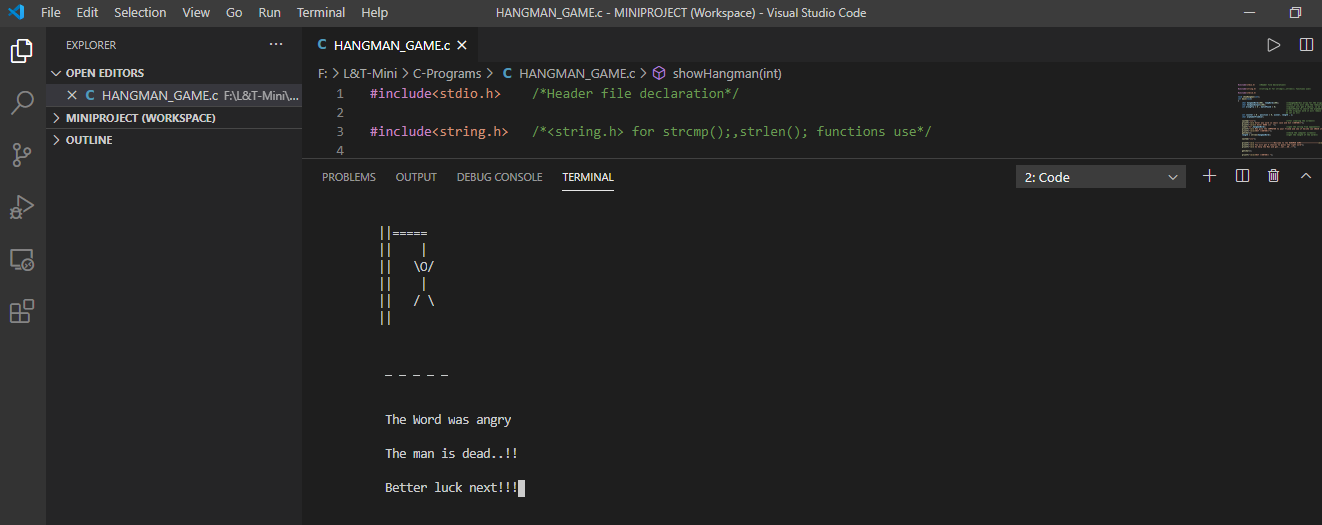 File Edit Selection View Go Run Terminal Help HANGMAN_GAME.c - MINIPROJECT (Workspace) - Visual Studio Code
EXPLORER ...
C HANGMAN_GAME.c ×
OPEN EDITORS
× C HANGMAN_GAME.c F:\L&T-Mini\...
MINIPROJECT (WORKSPACE)
OUTLINE
F: > L&T-Mini > C-Programs > C HANGMAN_GAME.c > showHangman(int)
1 #include<stdio.h> /*Header file declaration*/
2
3 #include<string.h> /*<string.h> for strcmp();,strlen(); functions use*/
4
PROBLEMS OUTPUT DEBUG CONSOLE TERMINAL 2: Code
||=====
||    |
||   \O/
||    |
||   / \
||
_ _ _ _ _
The Word was angry
The man is dead..!!
Better luck next!!!